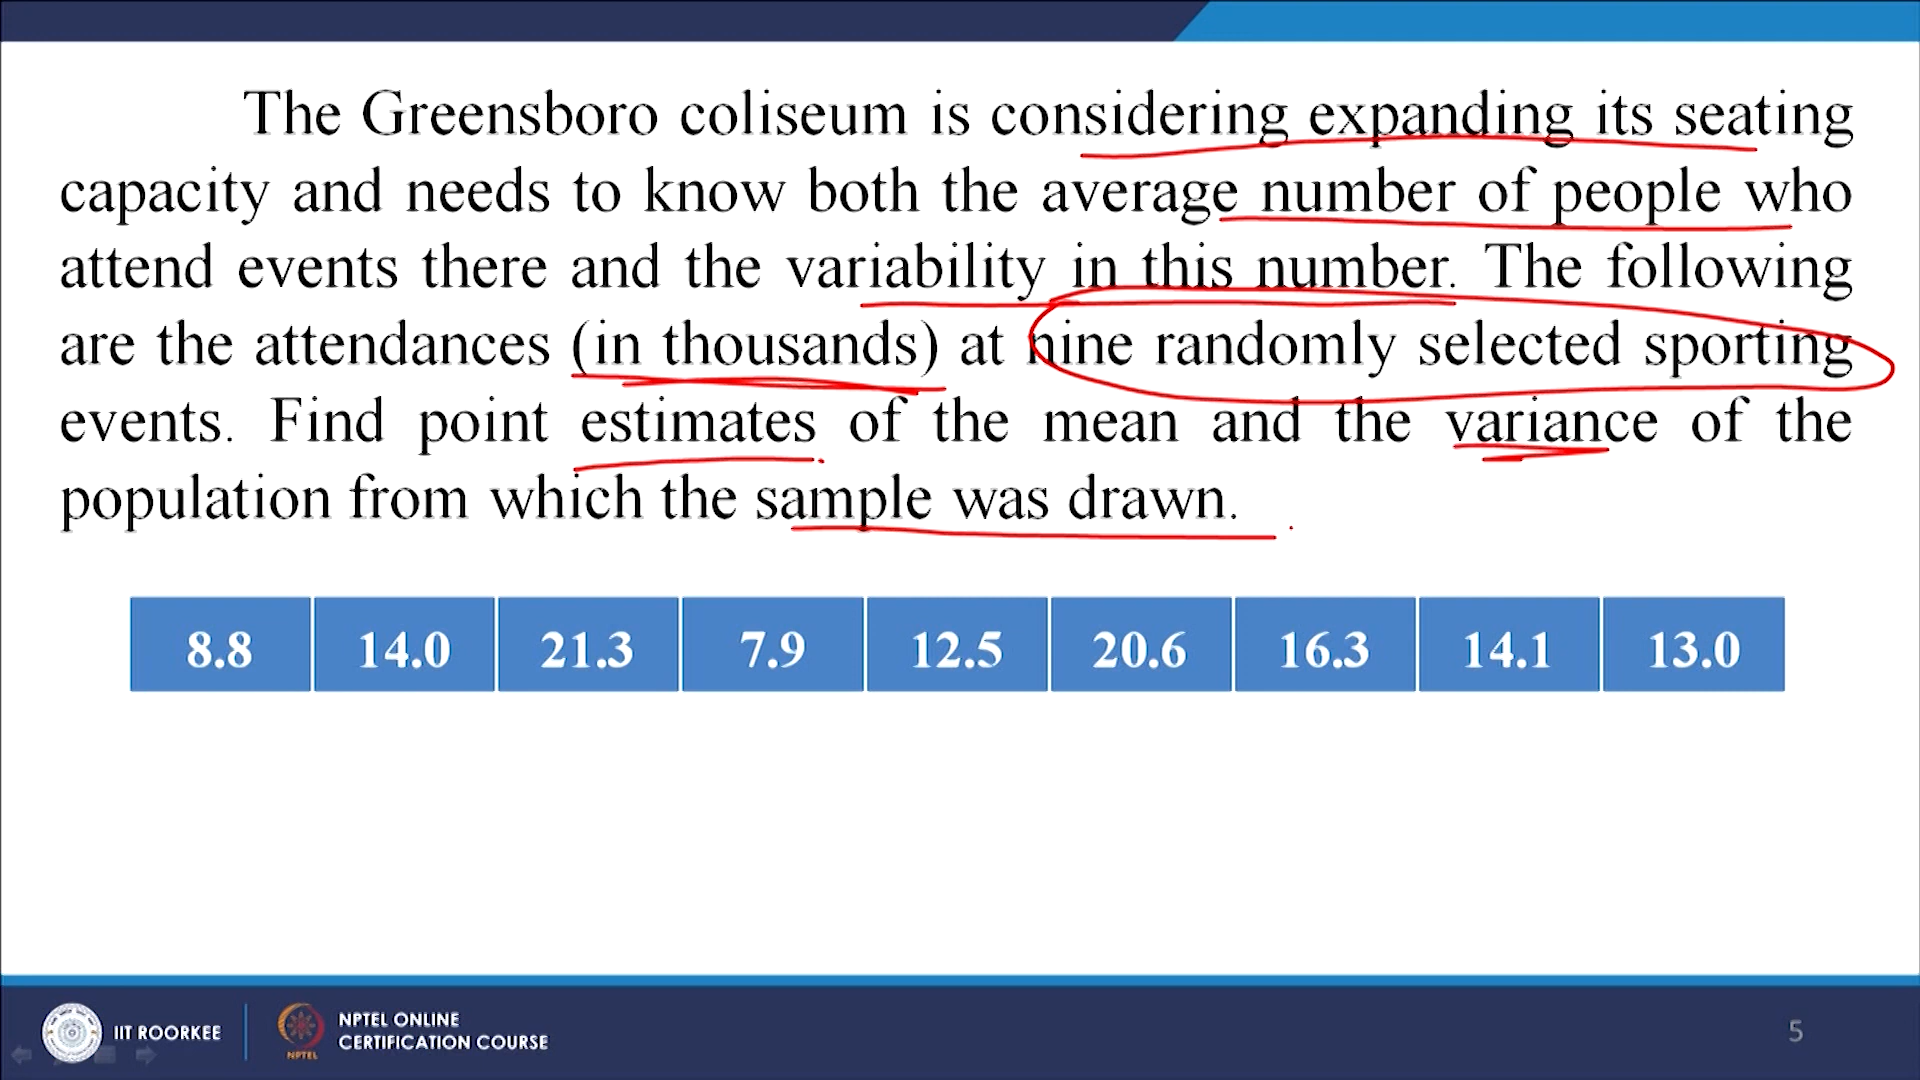 The Greensboro coliseum is considering expanding its seating
capacity and needs to know both the average number of people who
attend events there and the variability in this number. The following
are the attendances (in thousands) at nine randomly selected sporting
events. Find point estimates of the mean and the variance of the
population from which the sample was drawn.
8.8 14.0 21.3 7.9 12.5 20.6 16.3 14.1 13.0
IIT ROORKEE
NPTEL
NPTEL ONLINE
CERTIFICATION COURSE
5